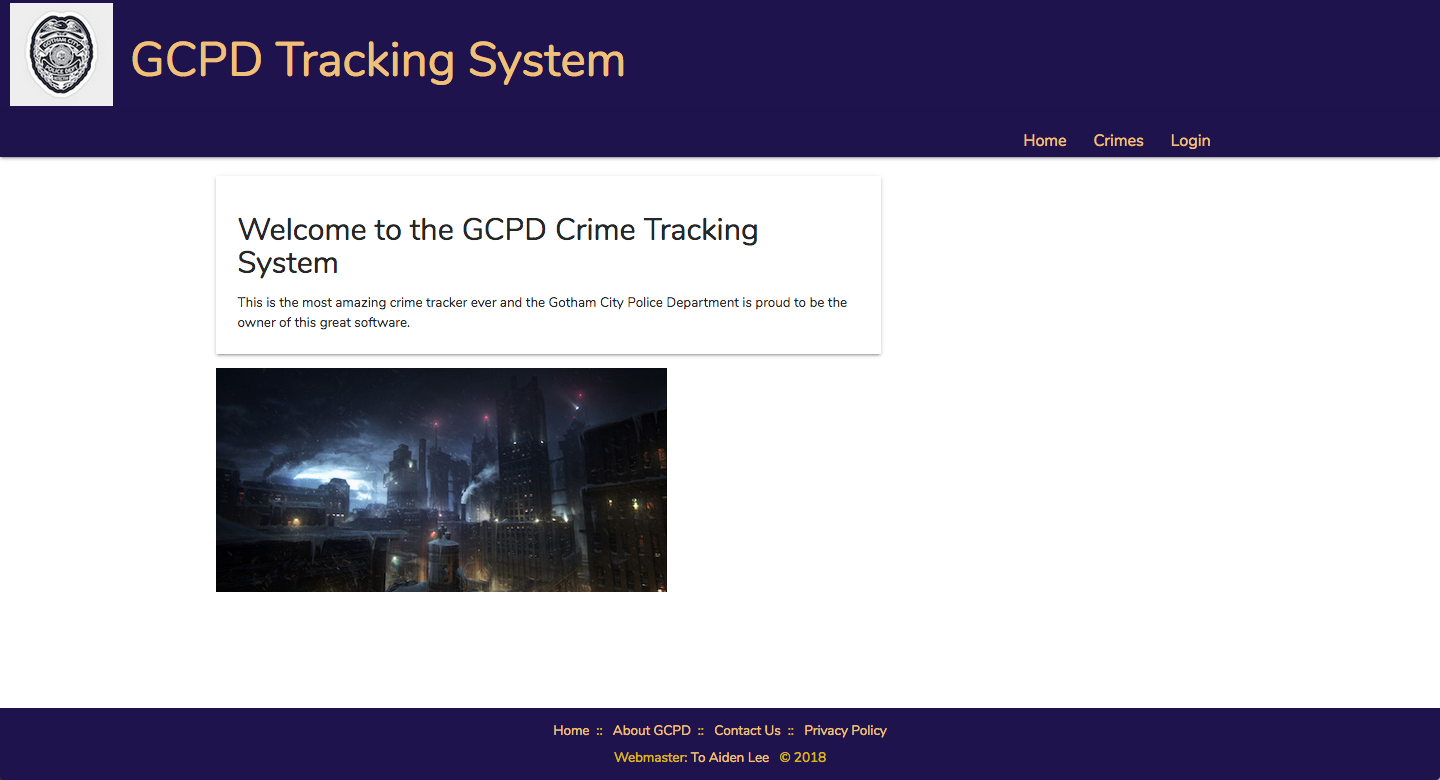 GOTHAM CITY
POLICE DEPT
GCPD Tracking System
Home Crimes Login
Welcome to the GCPD Crime Tracking
System
This is the most amazing crime tracker ever and the Gotham City Police Department is proud to be the
owner of this great software.
Home :: About GCPD :: Contact Us :: Privacy Policy
Webmaster: To Aiden Lee © 2018